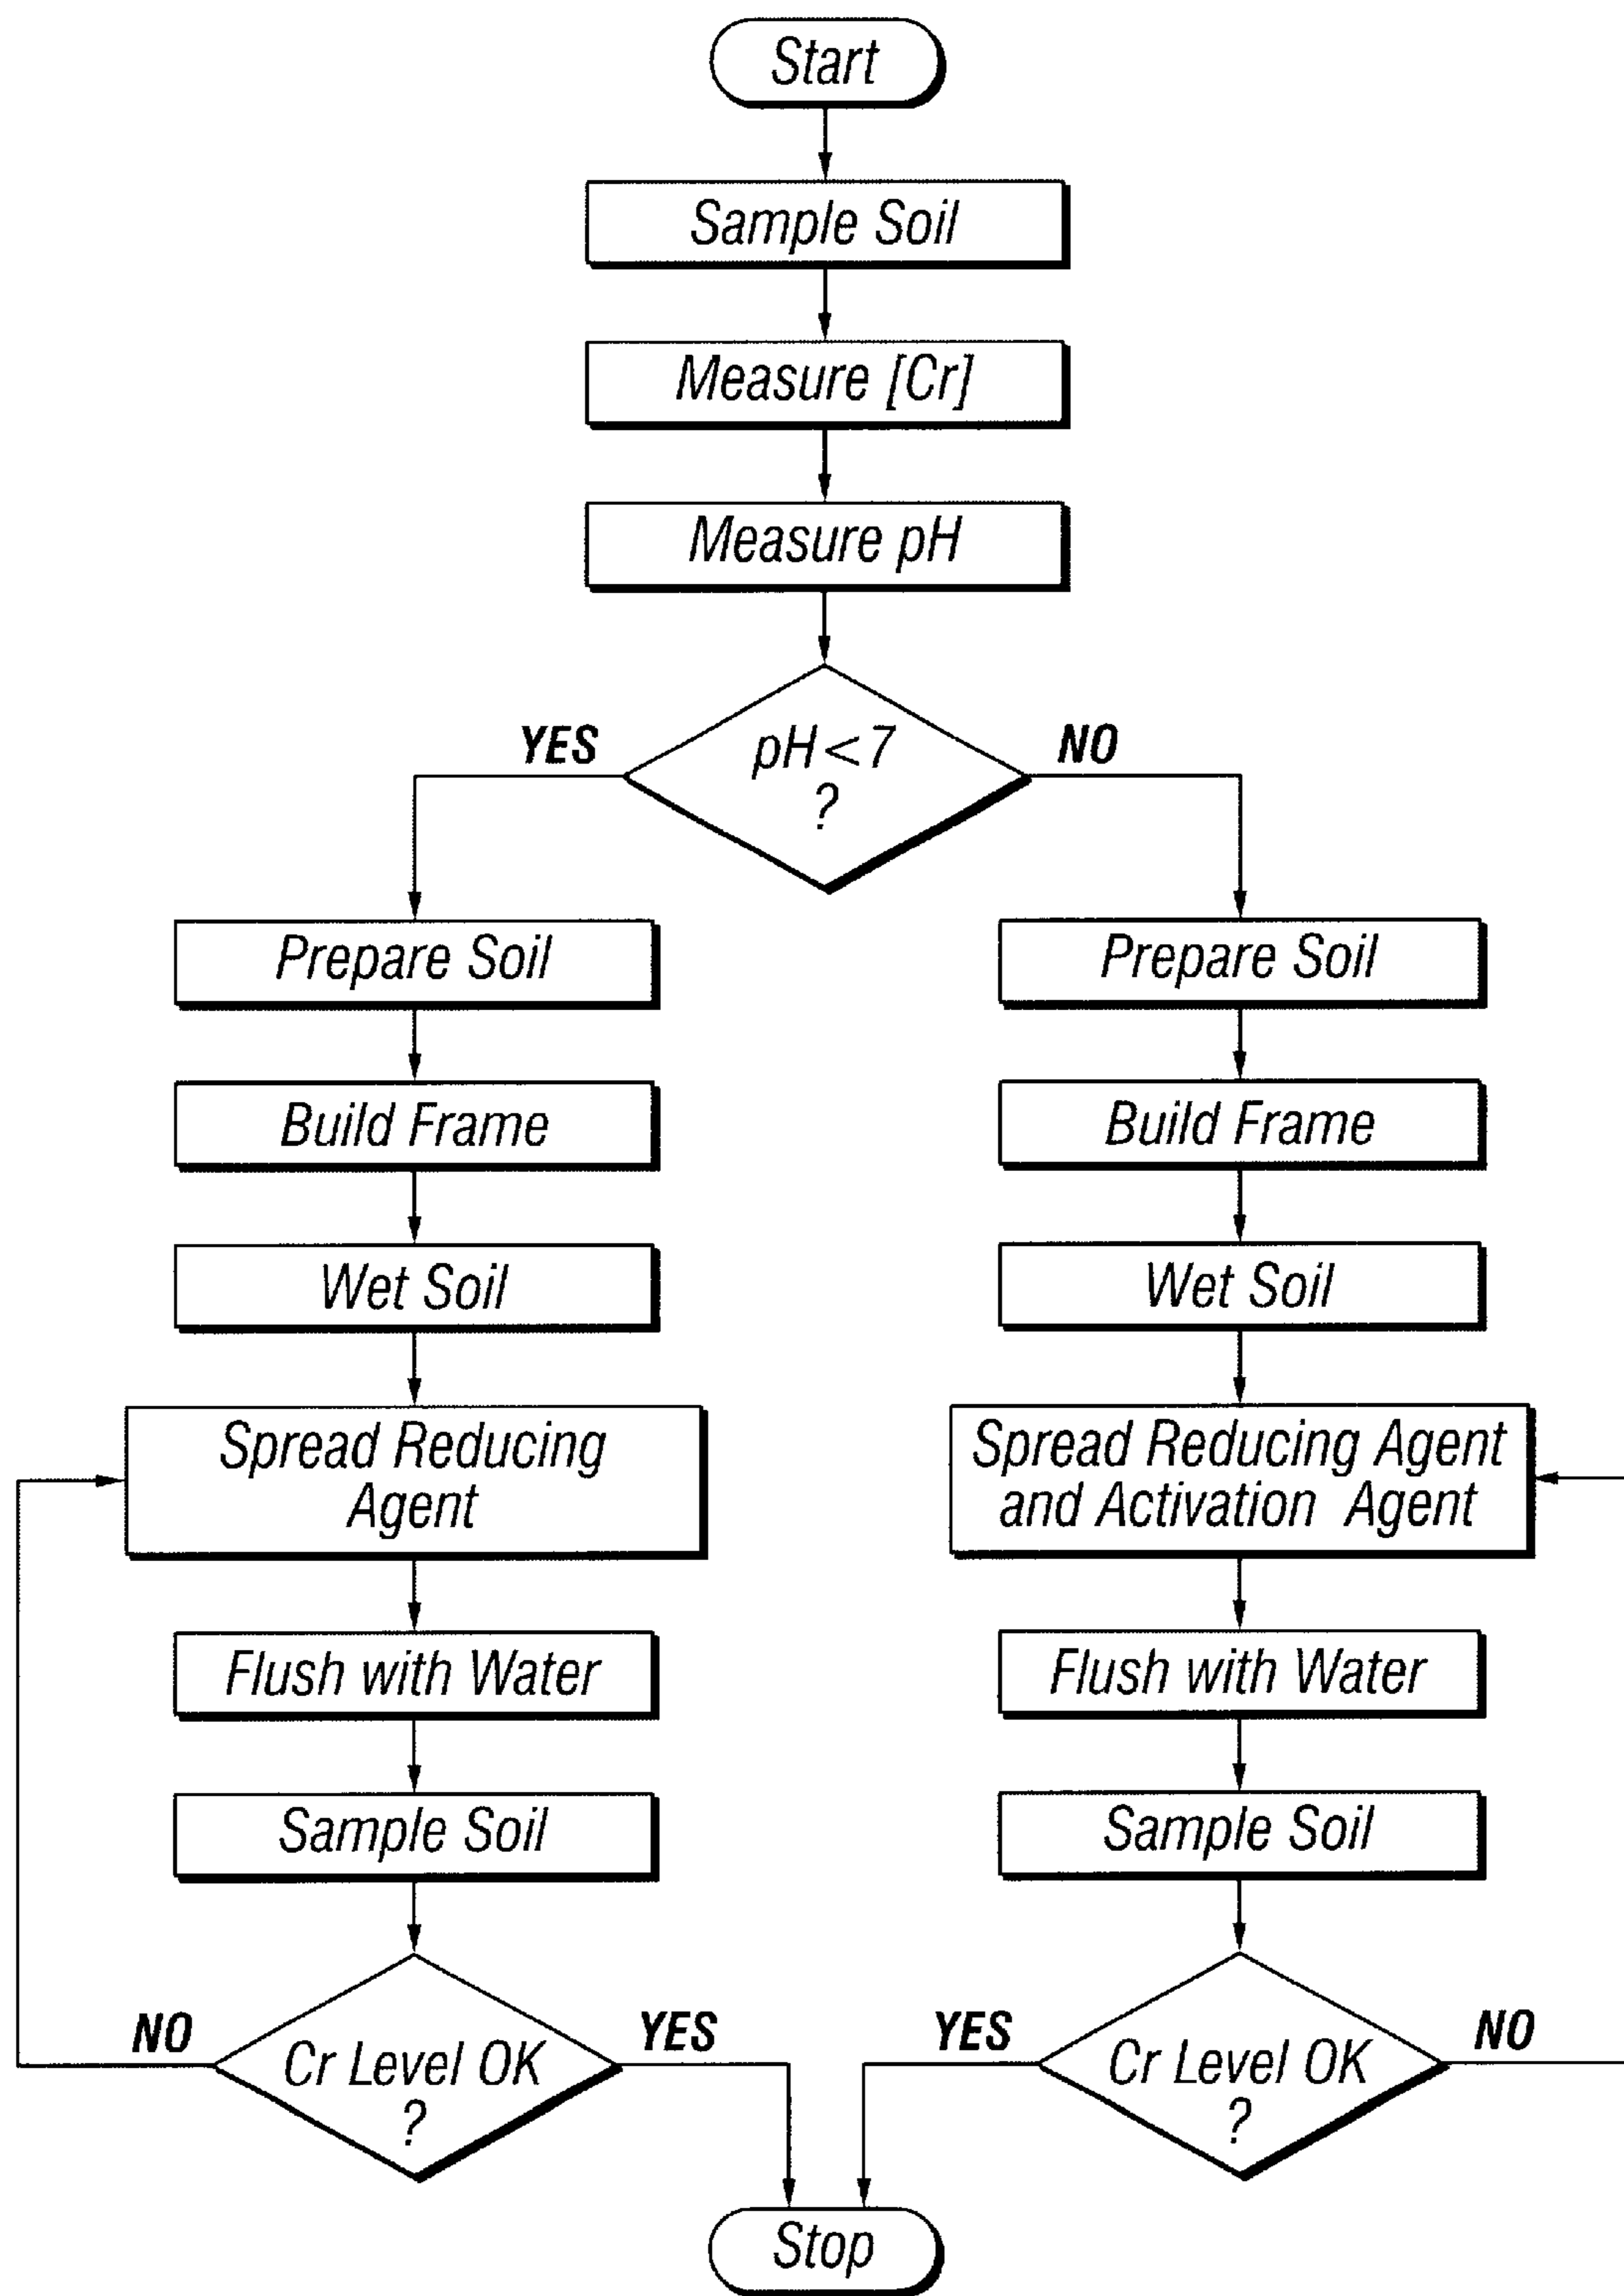 Start
Sample Soil
Measure [Cr]
Measure pH
pH<7
?
YES
NO
Prepare Soil
Build Frame
Wet Soil
Spread Reducing
Agent
Flush with Water
Sample Soil
Cr Level OK
?
NO
YES
Prepare Soil
Build Frame
Wet Soil
Spread Reducing Agent
and Activation Agent
Flush with Water
Sample Soil
Cr Level OK
?
YES
NO
Stop